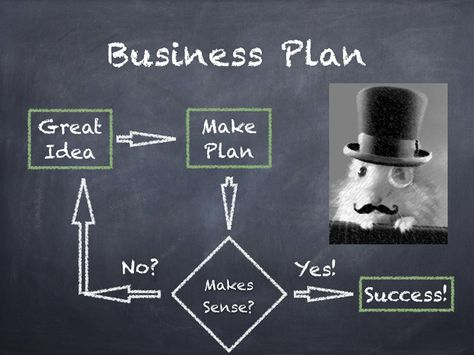 Business Plan
Great
Idea
Make
Plan
No?
Makes
Sense?
Yes!
Success!